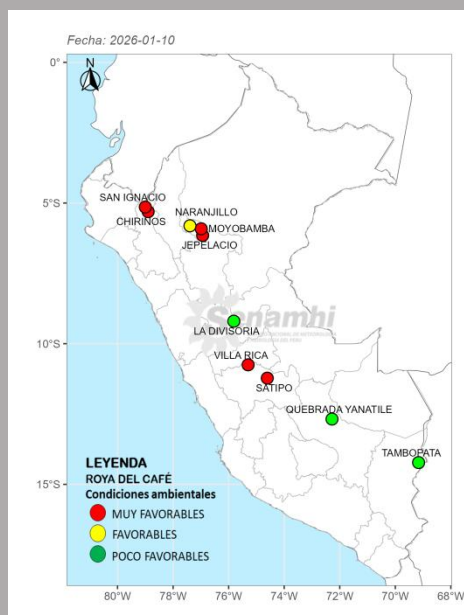 Fecha: 2026-01-10
N
0°
5°S
10°S
15°S
SAN IGNACIO
CHIRINOS
NARANJILLO
MOYOBAMBA
JEPELACIO
Senamhi
LA DIVISORIA
VILLA RICA
SATIPO
QUEBRADA YANATILE
TAMBOPATA
LEYENDA
ROYA DEL CAFÉ
Condiciones ambientales
MUY FAVORABLES
FAVORABLES
POCO FAVORABLES
80°W 78°W 76°W 74°W 72°W 70°W 68°W